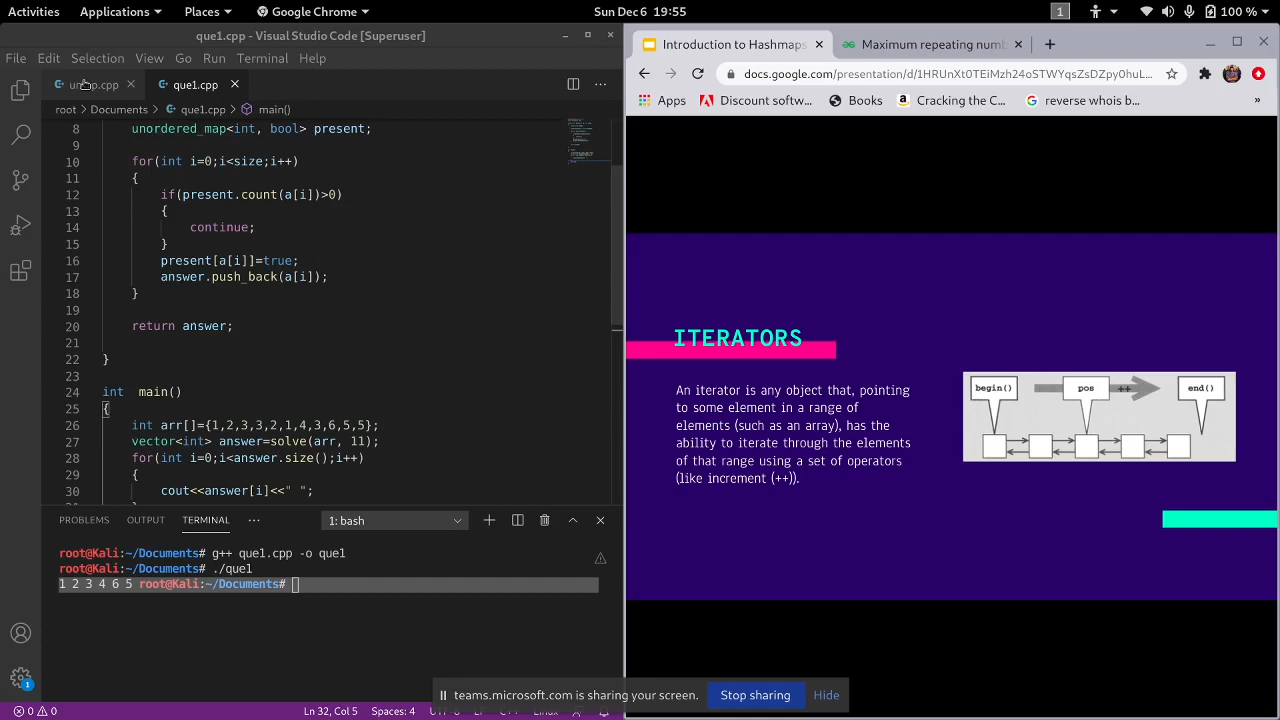 Activities Applications Places Google Chrome Sun Dec 6 19:55 1 100 %
que1.cpp - Visual Studio Code [Superuser]
File Edit Selection View Go Run Terminal Help
que1.cpp
root > Documents > que1.cpp > main()
8 unordered_map<int, bool> present;
9
10 for(int i=0;i<size;i++)
11 {
12 if(present.count(a[i])>0)
13 {
14 continue;
15 }
16 present[a[i]]=true;
17 answer.push_back(a[i]);
18 }
19
20 return answer;
21
22 }
23
24 int main()
25 {
26 int arr[]={1,2,3,3,2,1,4,3,6,5,5};
27 vector<int> answer=solve(arr, 11);
28 for(int i=0;i<answer.size();i++)
29 {
30 cout<<answer[i]<<" ";
PROBLEMS OUTPUT TERMINAL ... 1: bash
root@Kali:~/Documents# g++ que1.cpp -o que1
root@Kali:~/Documents# ./que1
1 2 3 4 6 5 root@Kali:~/Documents#
1
0 0 Ln 32, Col 5 Spaces: 4
Introduction to Hashmaps Maximum repeating num
docs.google.com/presentation/d/1HRUnXt0TEiMzh24oSTWYqsZsDZpy0huL...
Apps Discount softw... Books Cracking the C... reverse whois b... »
ITERATORS
An iterator is any object that, pointing
to some element in a range of
elements (such as an array), has the
ability to iterate through the elements
of that range using a set of operators
(like increment (++)).
begin() pos ++ end()
teams.microsoft.com is sharing your screen. Stop sharing Hide